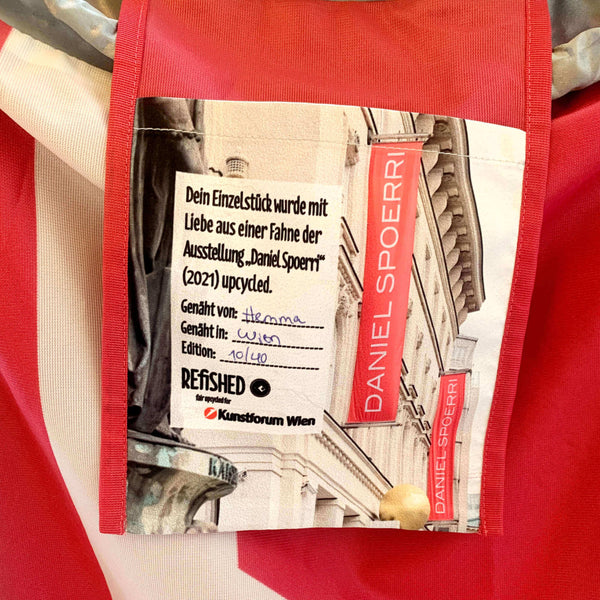 Dein Einzelstück wurde mit
Liebe aus einer Fahne der
Ausstellung „Daniel Spoerri“
(2021) upcycled.
Genäht von: Hemma
Genäht in: Wien
Edition: 10/40
REFISHED
fair upcycled for
Kunstforum Wien
DANIEL SPOERRI
DANIEL SPOERRI